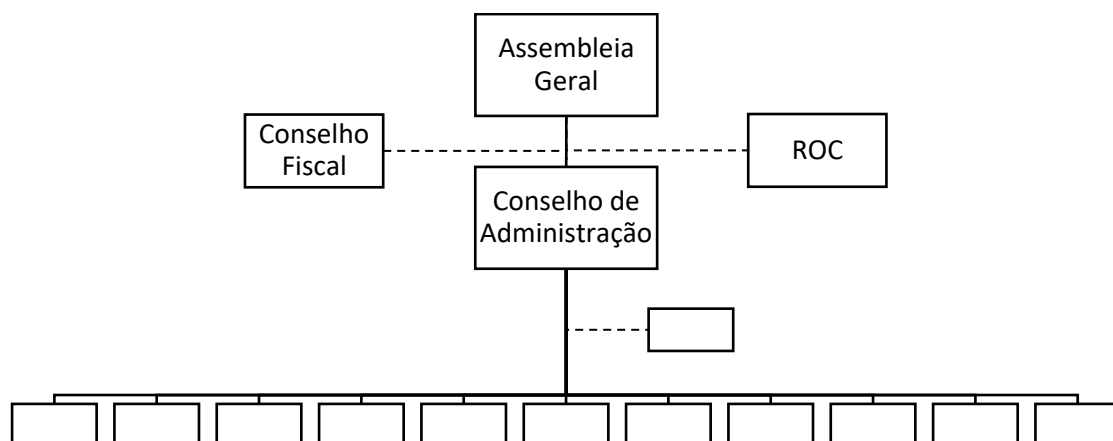 Assembleia
Geral
Conselho
Fiscal
ROC
Conselho de
Administração